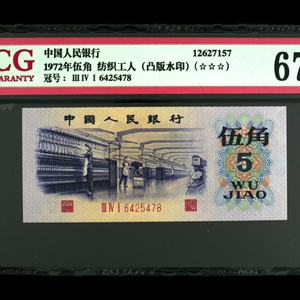 CG
WARRANTY
中国人民银行 12627157
1972年伍角 纺织工人（凸版水印）(☆☆☆)
冠号： III IV I 6425478
67
中國人民银行
伍角
5
WU
JIAO
III IV I 6425478